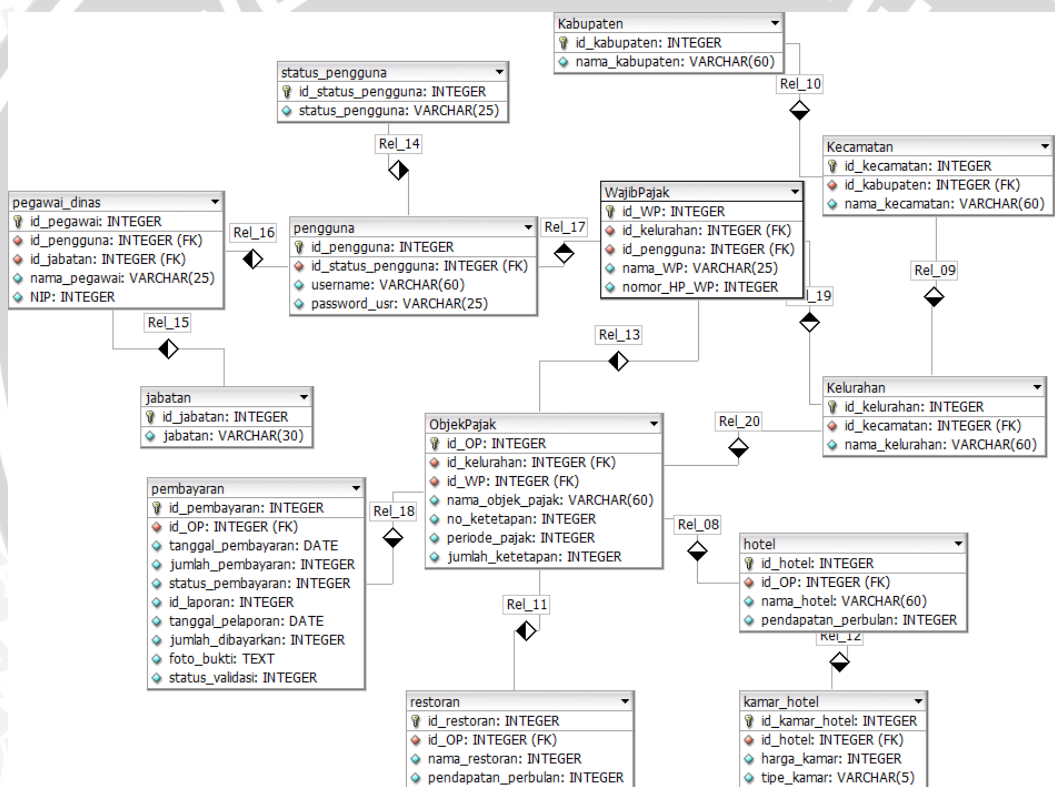 Kabupaten
id_kabupaten: INTEGER
nama_kabupaten: VARCHAR(60)
Rel_10
status_pengguna
id_status_pengguna: INTEGER
status_pengguna: VARCHAR(25)
Rel_14
Kecamatan
id_kecamatan: INTEGER
id_kabupaten: INTEGER (FK)
nama_kecamatan: VARCHAR(60)
Rel_09
pegawai_dinas
id_pegawai: INTEGER
id_pengguna: INTEGER (FK)
id_jabatan: INTEGER (FK)
nama_pegawai: VARCHAR(25)
NIP: INTEGER
Rel_16
pengguna
id_pengguna: INTEGER
id_status_pengguna: INTEGER (FK)
username: VARCHAR(60)
password_usr: VARCHAR(25)
Rel_17
WajibPajak
id_WP: INTEGER
id_kelurahan: INTEGER (FK)
id_pengguna: INTEGER (FK)
nama_WP: VARCHAR(25)
nomor_HP_WP: INTEGER
l_19
Rel_15
Rel_13
jabatan
id_jabatan: INTEGER
jabatan: VARCHAR(30)
Kelurahan
id_kelurahan: INTEGER
id_kecamatan: INTEGER (FK)
nama_kelurahan: VARCHAR(60)
Rel_20
ObjekPajak
id_OP: INTEGER
id_kelurahan: INTEGER (FK)
id_WP: INTEGER (FK)
nama_objek_pajak: VARCHAR(60)
no_ketetapan: INTEGER
periode_pajak: INTEGER
jumlah_ketetapan: INTEGER
pembayaran
id_pembayaran: INTEGER
id_OP: INTEGER (FK)
tanggal_pembayaran: DATE
jumlah_pembayaran: INTEGER
status_pembayaran: INTEGER
id_laporan: INTEGER
tanggal_pelaporan: DATE
jumlah_dibayarkan: INTEGER
foto_bukti: TEXT
status_validasi: INTEGER
Rel_18
Rel_08
hotel
id_hotel: INTEGER
id_OP: INTEGER (FK)
nama_hotel: VARCHAR(60)
pendapatan_perbulan: INTEGER
Rel_11
Rel_12
restoran
id_restoran: INTEGER
id_OP: INTEGER (FK)
nama_restoran: INTEGER
pendapatan_perbulan: INTEGER
kamar_hotel
id_kamar_hotel: INTEGER
id_hotel: INTEGER (FK)
harga_kamar: INTEGER
tipe_kamar: VARCHAR(5)